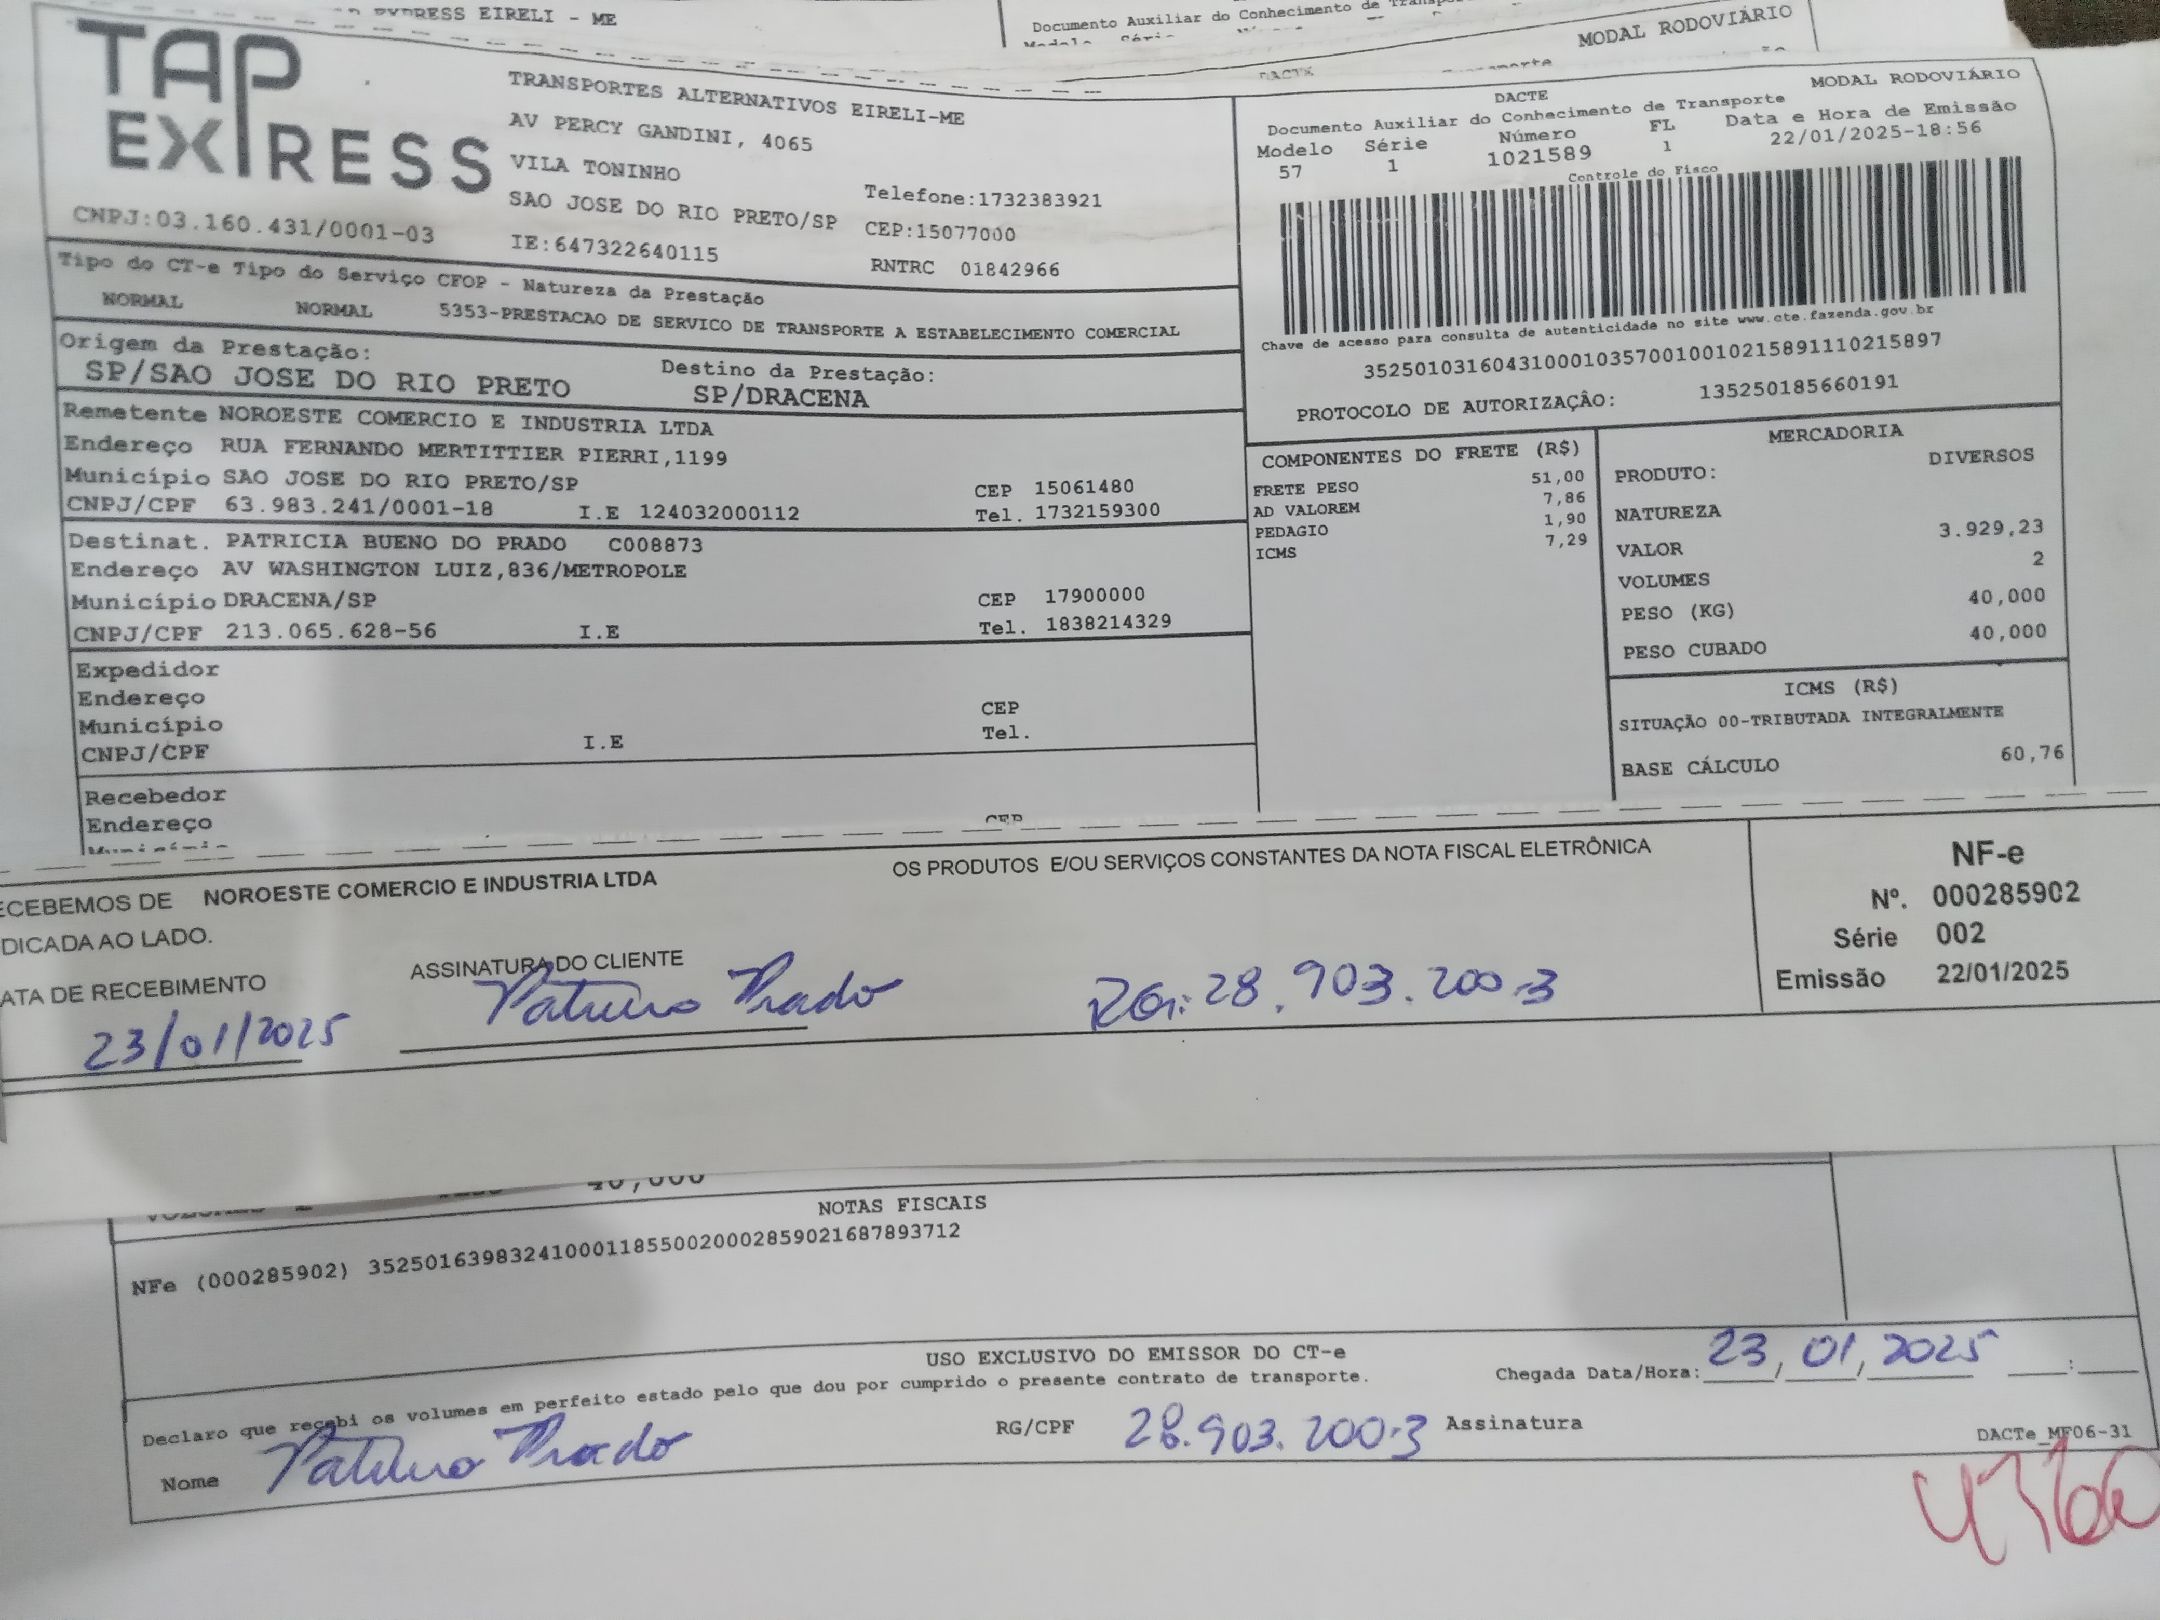 EXPRESS EIRELI - ME
Documento Auxiliar do Conhecimento de
MODAL RODOVIÁRIO
TAP
EXPRESS
CNPJ:03.160.431/0001-03
TRANSPORTES ALTERNATIVOS EIRELI-ME
AV PERCY GANDINI, 4065
VILA TONINHO
SAO JOSE DO RIO PRETO/SP
IE:647322640115
Telefone:1732383921
CEP:15077000
RNTRC 01842966
DACTE
MODAL RODOVIÁRIO
Documento Auxiliar do Conhecimento de Transporte
Modelo Série Número FL Data e Hora de Emissão
57 1 1021589 1 22/01/2025-18:56
Controle do Fisco
Chave de acesso para consulta de autenticidade no site www.cte.fazenda.gov.br
35250103160431000103570010010215891110215897
PROTOCOLO DE AUTORIZAÇÃO: 135250185660191
Tipo do CT-e Tipo do Serviço CFOP - Natureza da Prestação
NORMAL NORMAL 5353-PRESTACAO DE SERVICO DE TRANSPORTE A ESTABELECIMENTO COMERCIAL
Origem da Prestação: Destino da Prestação:
SP/SAO JOSE DO RIO PRETO SP/DRACENA
Remetente NOROESTE COMERCIO E INDUSTRIA LTDA
Endereço RUA FERNANDO MERTITTIER PIERRI,1199
Município SAO JOSE DO RIO PRETO/SP CEP 15061480
CNPJ/CPF 63.983.241/0001-18 I.E 124032000112 Tel. 1732159300
Destinat. PATRICIA BUENO DO PRADO C008873
Endereço AV WASHINGTON LUIZ,836/METROPOLE
Município DRACENA/SP CEP 17900000
CNPJ/CPF 213.065.628-56 I.E Tel. 1838214329
Expedidor
Endereço
Município CEP
CNPJ/CPF I.E Tel.
Recebedor
Endereço
CEP
COMPONENTES DO FRETE (R$)
FRETE PESO 51,00
AD VALOREM 7,86
PEDAGIO 1,90
ICMS 7,29
MERCADORIA
PRODUTO: DIVERSOS
NATUREZA
VALOR 3.929,23
VOLUMES 2
PESO (KG) 40,000
PESO CUBADO 40,000
ICMS (R$)
SITUAÇÃO 00-TRIBUTADA INTEGRALMENTE
BASE CÁLCULO 60,76
ECEBEMOS DE NOROESTE COMERCIO E INDUSTRIA LTDA OS PRODUTOS E/OU SERVIÇOS CONSTANTES DA NOTA FISCAL ELETRÔNICA
DICADA AO LADO.
ATA DE RECEBIMENTO ASSINATURA DO CLIENTE
23/01/2025 Prado RG: 28.903.200-3
NF-e
Nº. 000285902
Série 002
Emissão 22/01/2025
40,000
NOTAS FISCAIS
NFe (000285902) 35250163983241000118550020002859021687893712
USO EXCLUSIVO DO EMISSOR DO CT-e
Declaro que recebi os volumes em perfeito estado pelo que dou por cumprido o presente contrato de transporte.
Chegada Data/Hora: 23/01/2025 :
Nome Prado RG/CPF 28.903.200-3 Assinatura
DACTe_MF06-31